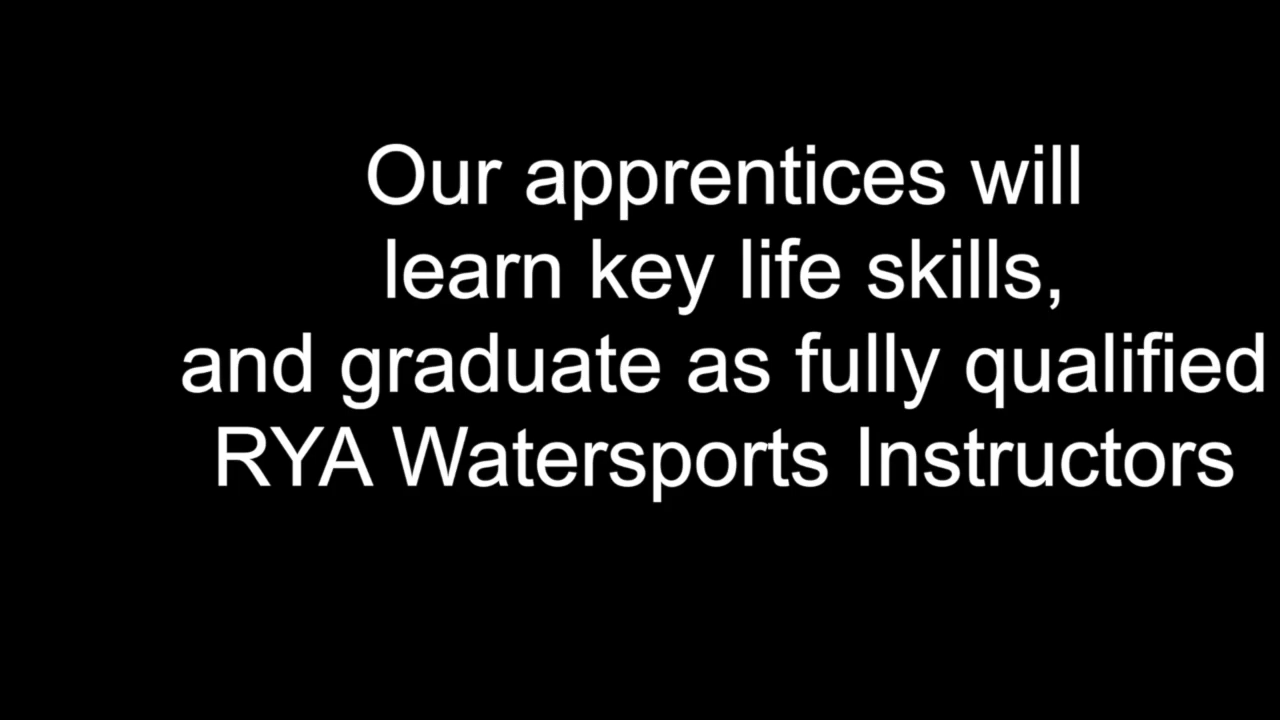 Our apprentices will
learn key life skills,
and graduate as fully qualified
RYA Watersports Instructors